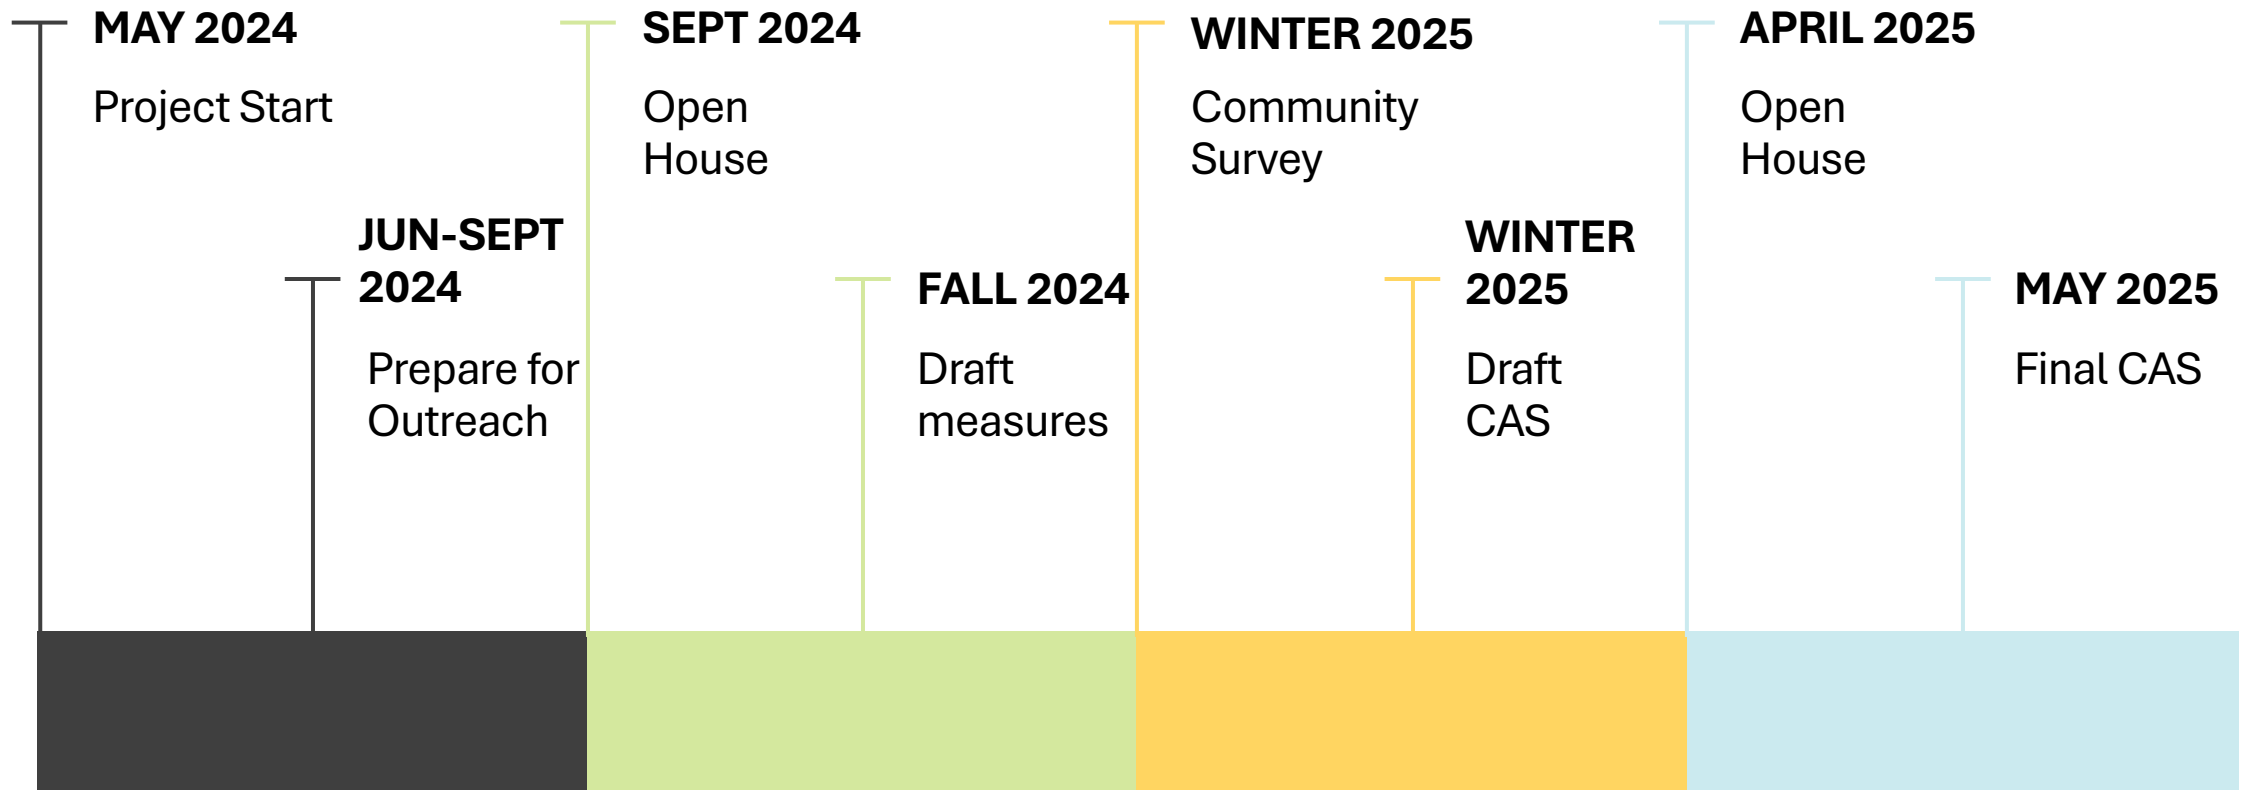 MAY 2024
Project Start
JUN-SEPT
2024
Prepare for
Outreach
SEPT 2024
Open
House
FALL 2024
Draft
measures
WINTER 2025
Community
Survey
WINTER
2025
Draft
CAS
APRIL 2025
Open
House
MAY 2025
Final CAS